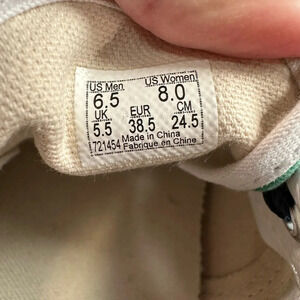 US Men US Women
6.5 8.0
UK EUR CM
5.5 38.5 24.5
721454 Made in China
Fabriqué en Chine